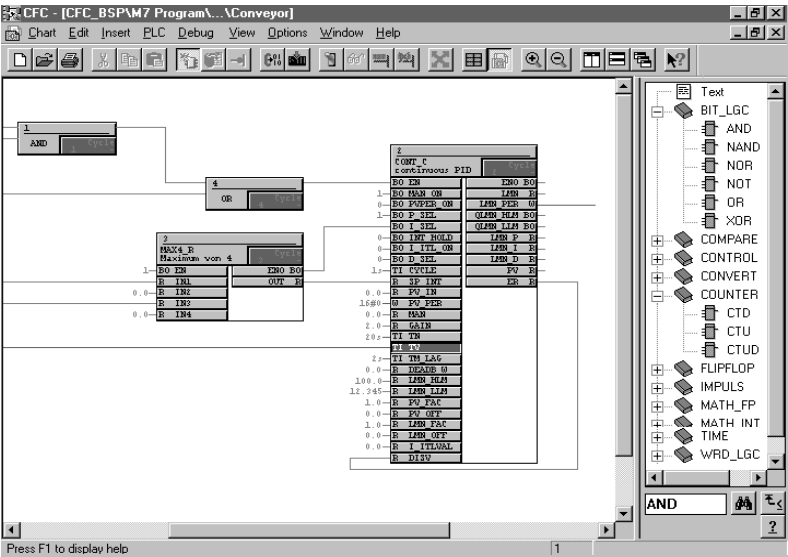 CFC - [CFC_BSP\M7 Program\...\Conveyor]
Chart Edit Insert PLC Debug View Options Window Help
1
AND
Cycle
1
4
OR
Cycle
4
3
MAX4_R
Maximum von 4
Cycle
1 BO EN ENO BO
R IN1 OUT R
0.0 R IN2
R IN3
0.0 R IN4
2
CONT_C
continuous PID
Cycle
BO EN ENO BO
1 BO MAN_ON LMN R
0 BO PVPER_ON LMN_PER W
1 BO P_SEL QLMN_HLM BO
BO I_SEL QLMN_LLM BO
0 BO INT_HOLD LMN_P R
0 BO I_ITL_ON LMN_I R
0 BO D_SEL LMN_D R
1s TI CYCLE PV R
R SP_INT ER R
0.0 R PV_IN
16#0 W PV_PER
0.0 R MAN
2.0 R GAIN
20s TI TN
TI TV
2s TI TM_LAG
0.0 R DEADB_W
100.0 R LMN_HLM
12.345 R LMN_LLM
1.0 R PV_FAC
0.0 R PV_OFF
1.0 R LMN_FAC
0.0 R LMN_OFF
0.0 R I_ITLVAL
R DISV
Text
BIT_LGC
AND
NAND
NOR
NOT
OR
XOR
COMPARE
CONTROL
CONVERT
COUNTER
CTD
CTU
CTUD
FLIPFLOP
IMPULS
MATH_FP
MATH_INT
TIME
WRD_LGC
AND
Press F1 to display help
1